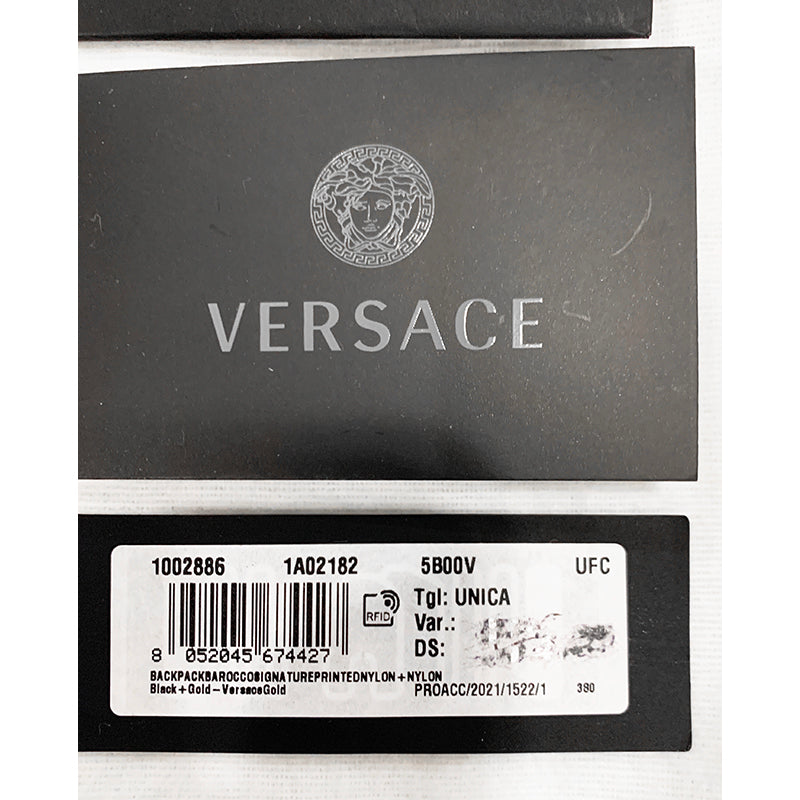 VERSACE
1002886 1A02182 5B00V UFC
RFID
Tgl: UNICA
Var.:
DS:
8 052045 674427
BACKPACKBAROCCOSIGNATUREPRINTEDNYLON+NYLON
Black+Gold-VersaceGold
PROACC/2021/1522/1 380